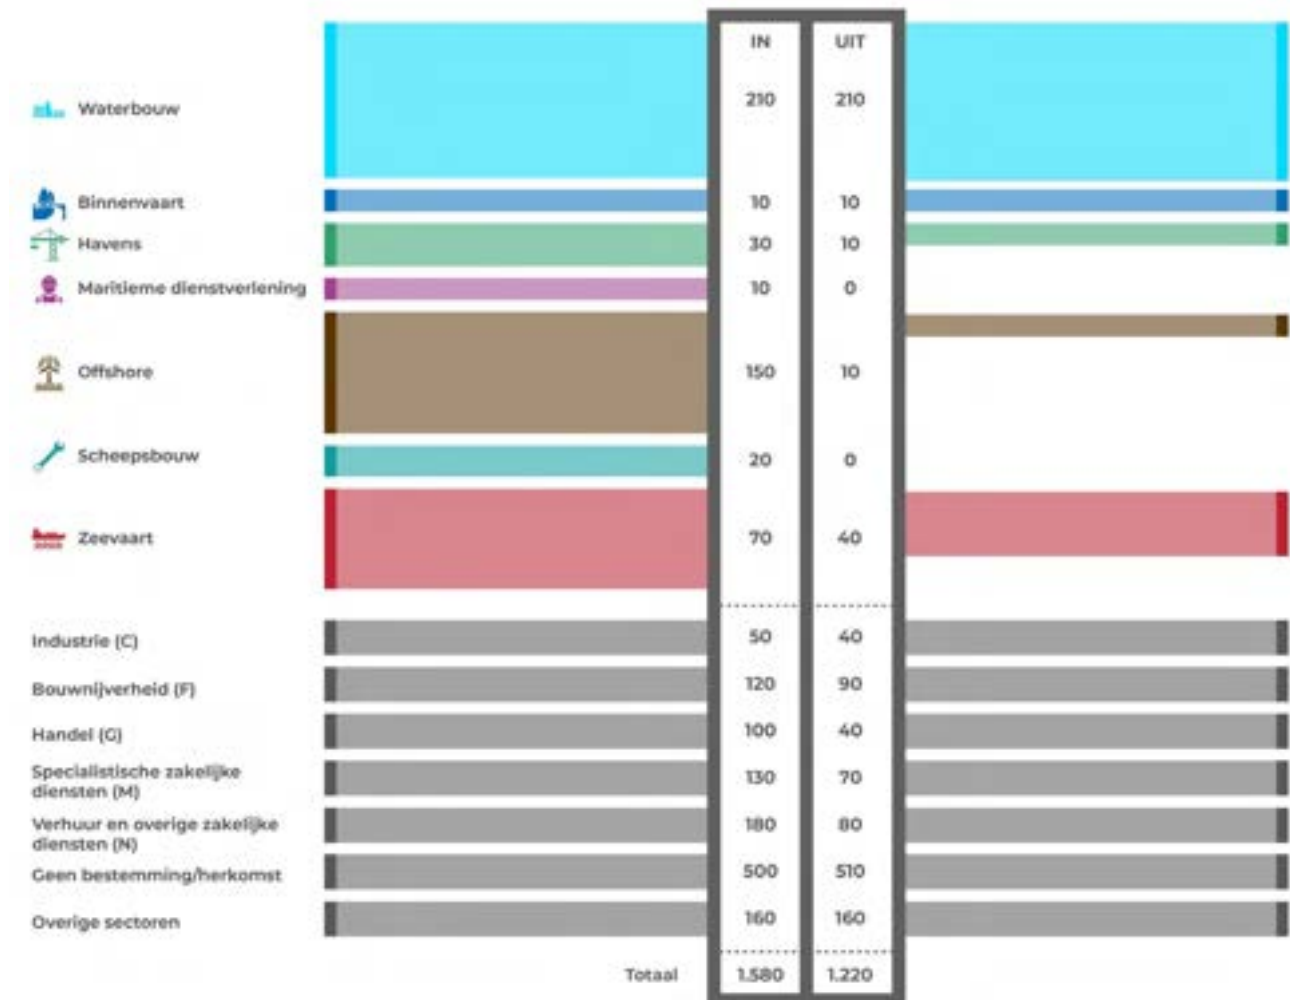 IN UIT
Waterbouw 210 210
Binnenvaart 10 10
Havens 30 10
Maritieme dienstverlening 10 0
Offshore 150 10
Scheepsbouw 20 0
Zeevaart 70 40
Industrie (C) 50 40
Bouwnijverheid (F) 120 90
Handel (G) 100 40
Specialistische zakelijke
diensten (M) 130 70
Verhuur en overige zakelijke
diensten (N) 180 80
Geen bestemming/herkomst 500 510
Overige sectoren 160 160
Totaal 1.580 1.220